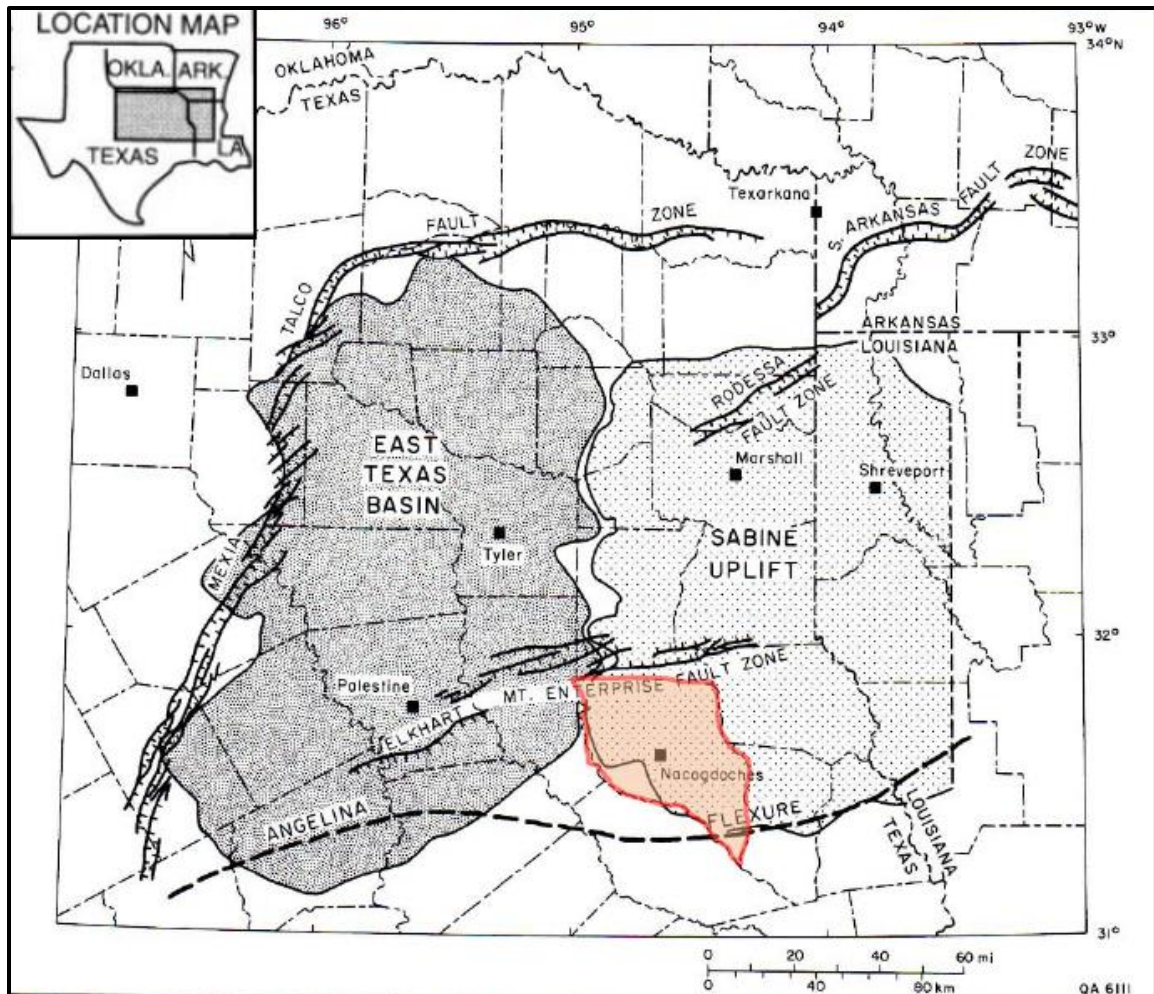 LOCATION MAP
OKLA.
ARK.
TEXAS
LA
96°
95°
94°
93°W
34°N
OKLAHOMA
TEXAS
Texarkana
TALCO
FAULT
ZONE
S. ARKANSAS
FAULT
ZONE
ARKANSAS
LOUISIANA
33°
Dallas
RODESSA
FAULT ZONE
EAST
TEXAS
BASIN
Marshall
Shreveport
Tyler
SABINE
UPLIFT
MEXIA
32°
Palestine
ELKHART
MT. ENTERPRISE
FAULT ZONE
Nacogdoches
ANGELINA
FLEXURE
LOUISIANA
TEXAS
31°
0 20 40 60 mi
0 40 80 km
QA 6111